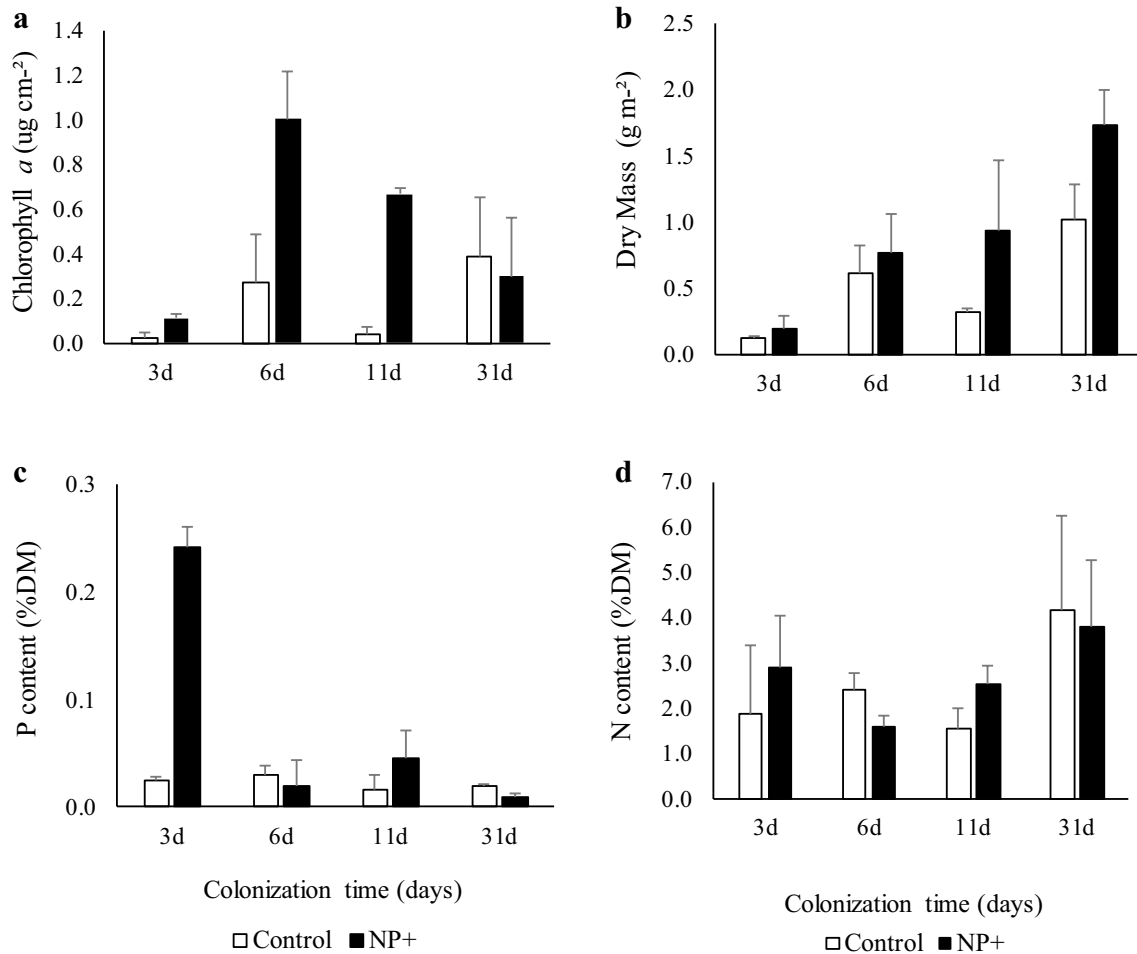 a
Chlorophyll a (ug cm-²)
1.4
1.2
1.0
0.8
0.6
0.4
0.2
0.0
3d 6d 11d 31d
b
Dry Mass (g m-²)
2.5
2.0
1.5
1.0
0.5
0.0
3d 6d 11d 31d
c
P content (%DM)
0.3
0.2
0.1
0.0
3d 6d 11d 31d
Colonization time (days)
Control NP+
d
N content (%DM)
7.0
6.0
5.0
4.0
3.0
2.0
1.0
0.0
3d 6d 11d 31d
Colonization time (days)
Control NP+